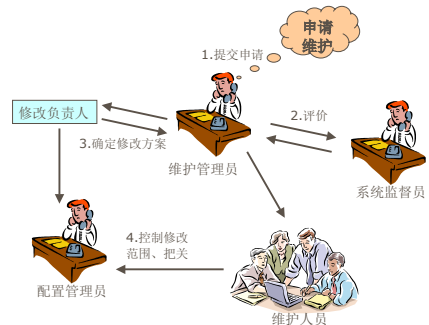 申请
维护
1.提交申请
修改负责人
2.评价
3.确定修改方案
维护管理员
系统监督员
4.控制修改
范围、把关
配置管理员
维护人员